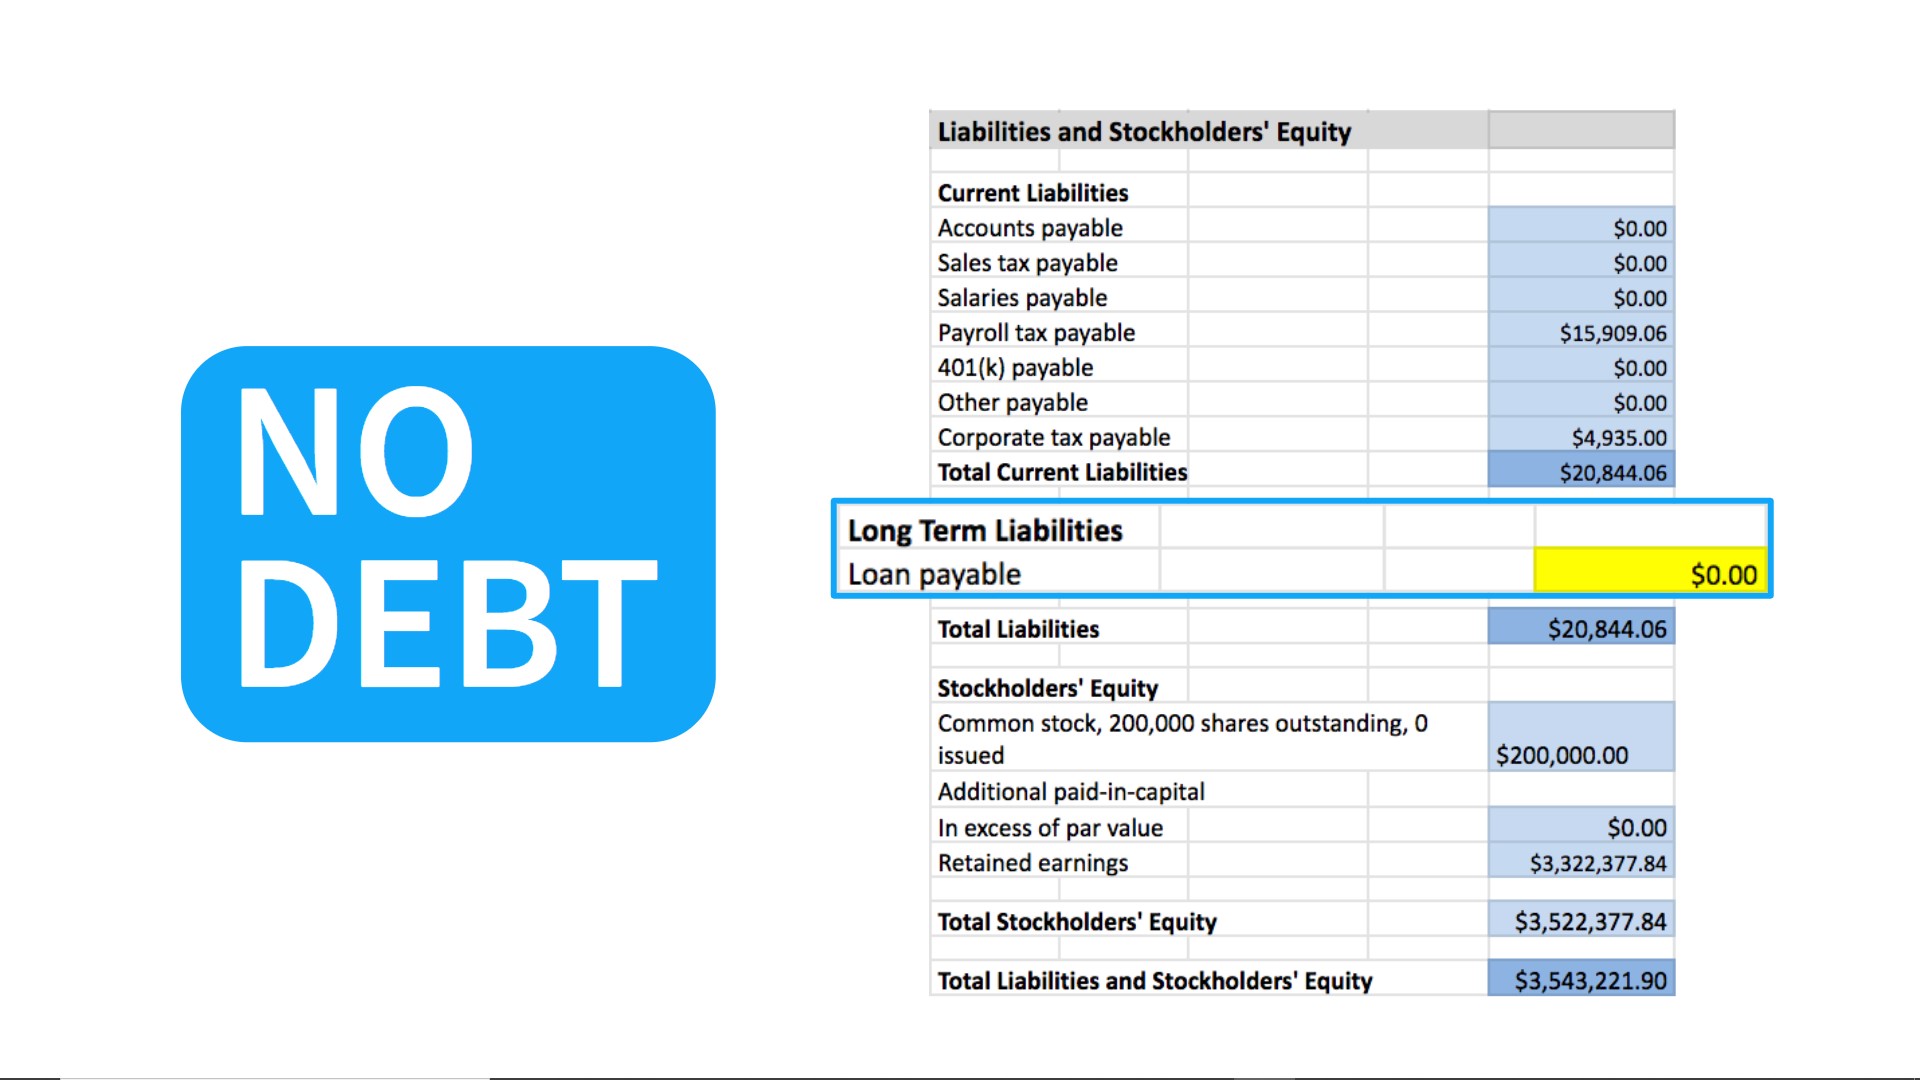 NO
DEBT
Liabilities and Stockholders' Equity
Current Liabilities
Accounts payable $0.00
Sales tax payable $0.00
Salaries payable $0.00
Payroll tax payable $15,909.06
401(k) payable $0.00
Other payable $0.00
Corporate tax payable $4,935.00
Total Current Liabilities $20,844.06
Long Term Liabilities
Loan payable $0.00
Total Liabilities $20,844.06
Stockholders' Equity
Common stock, 200,000 shares outstanding, 0
issued $200,000.00
Additional paid-in-capital
In excess of par value $0.00
Retained earnings $3,322,377.84
Total Stockholders' Equity $3,522,377.84
Total Liabilities and Stockholders' Equity $3,543,221.90